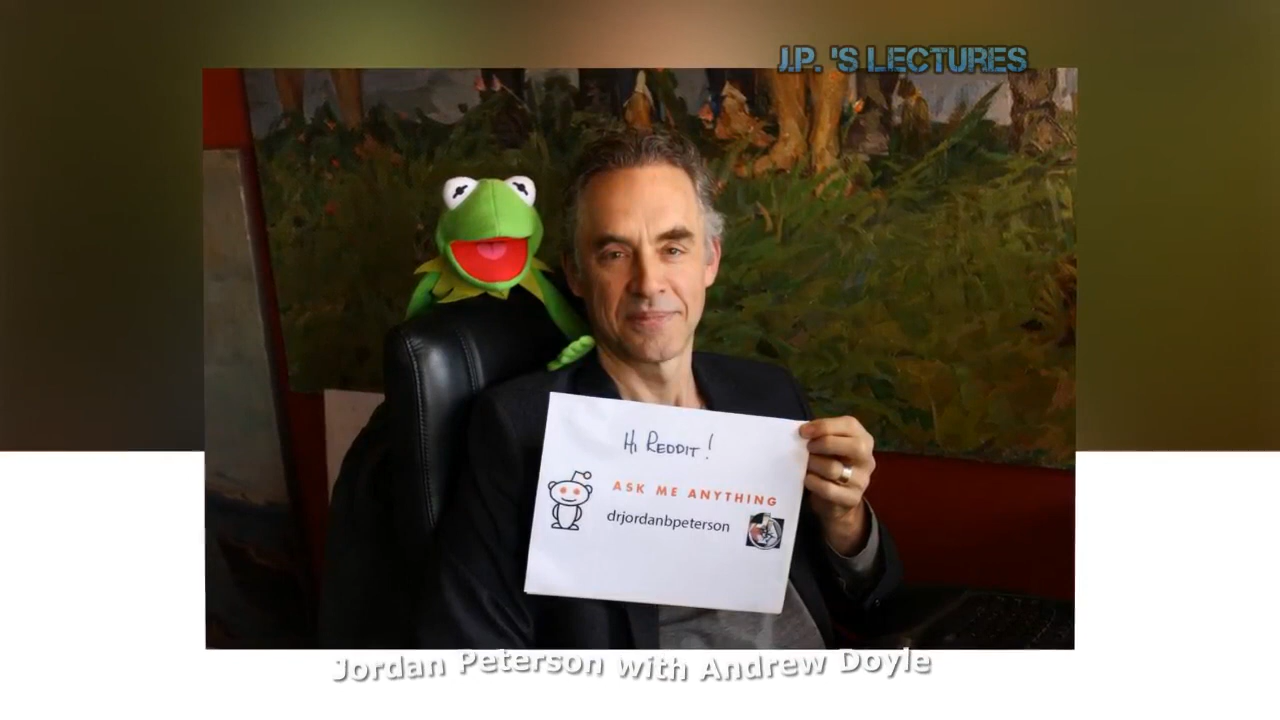 J.P. 'S LECTURES
Hi REDDIT!
ASK ME ANYTHING
drjordanbpeterson
Jordan Peterson with Andrew Doyle